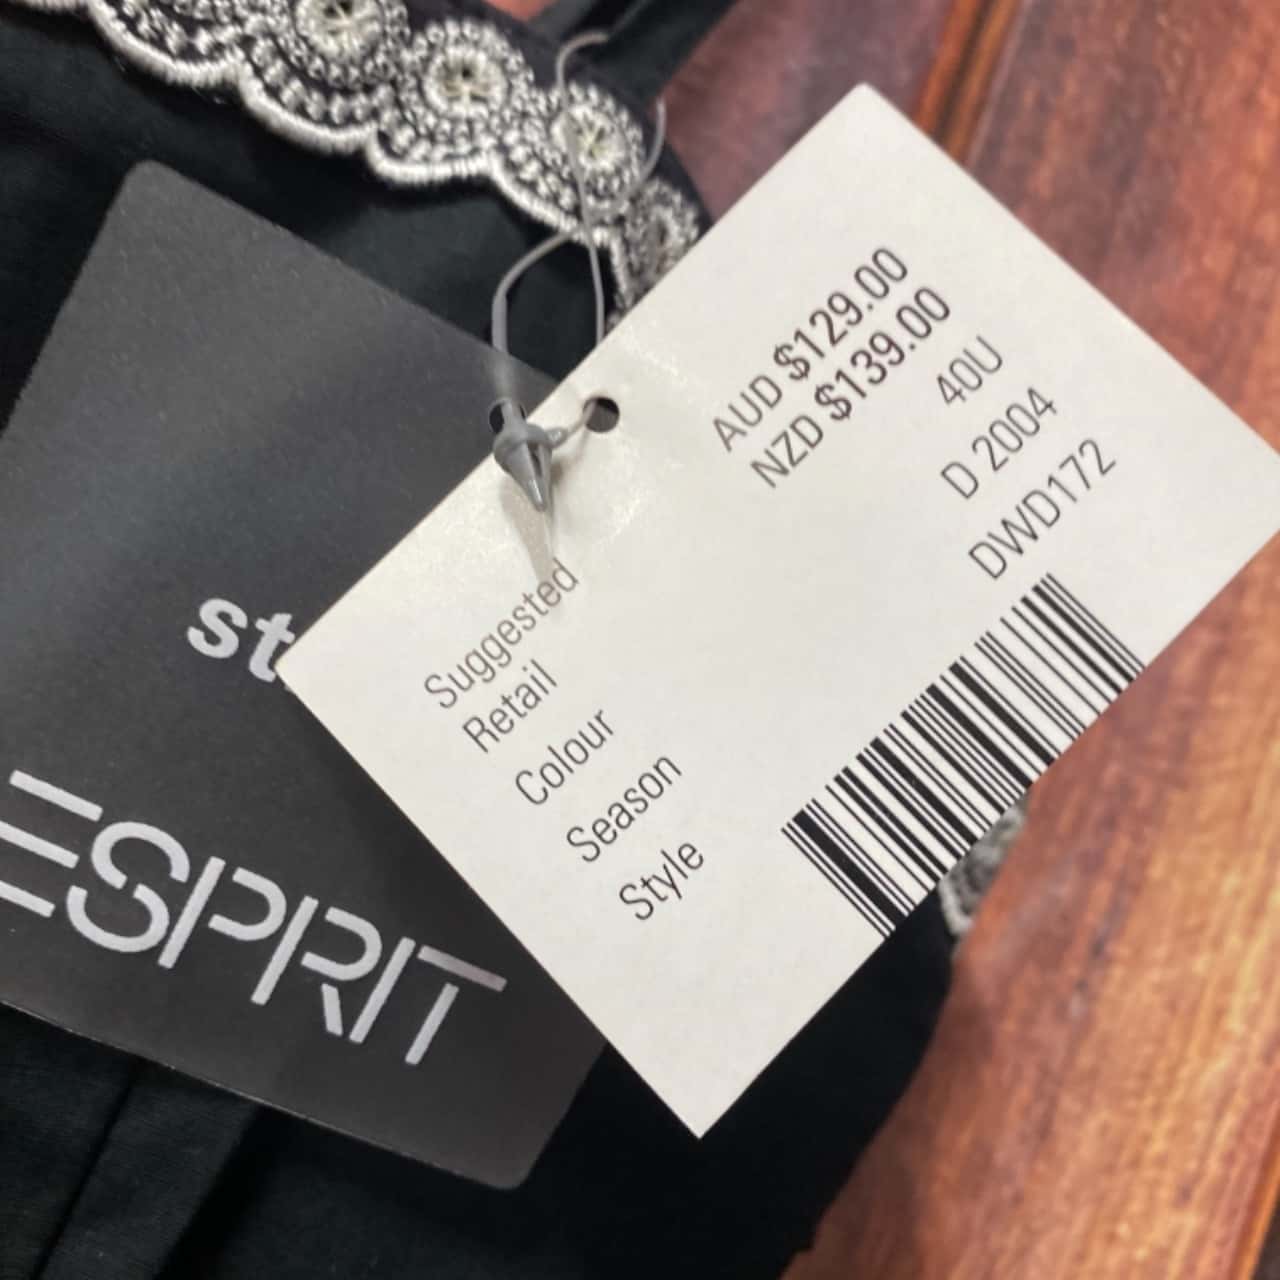 AUD $129.00
NZD $139.00
Suggested
Retail
Colour 40U
Season D 2004
Style DWD172
ESPRIT